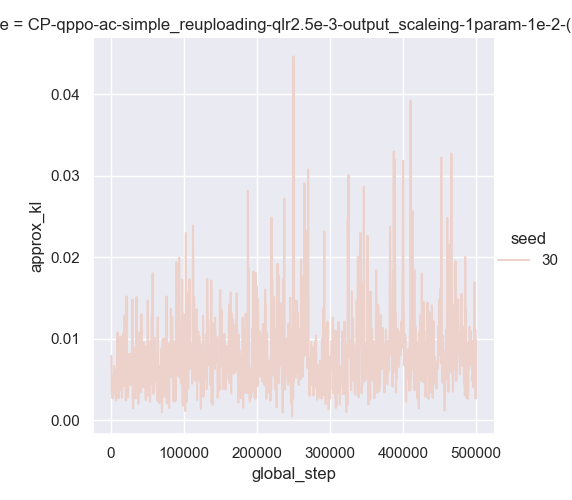 e = CP-qppo-ac-simple_reuploading-qlr2.5e-3-output_scaleing-1param-1e-2-(
0.04
0.03
0.02
0.01
0.00
approx_kl
0 100000 200000 300000 400000 500000
global_step
seed
30